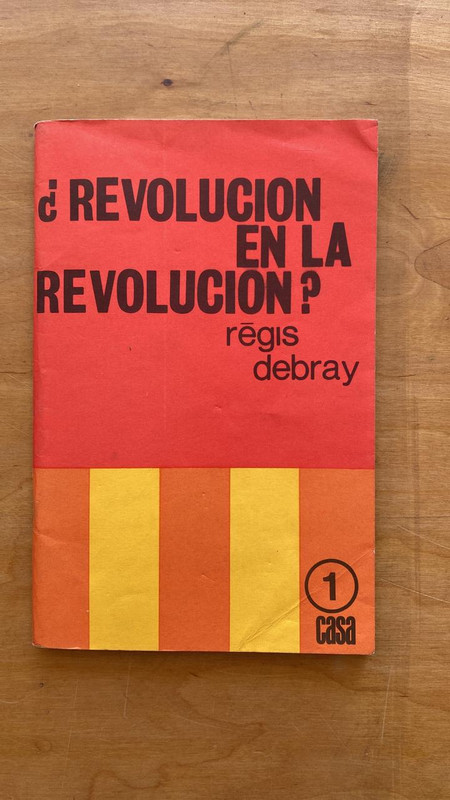 ¿REVOLUCION
EN LA
REVOLUCION?
rēgis
debray
1
casa